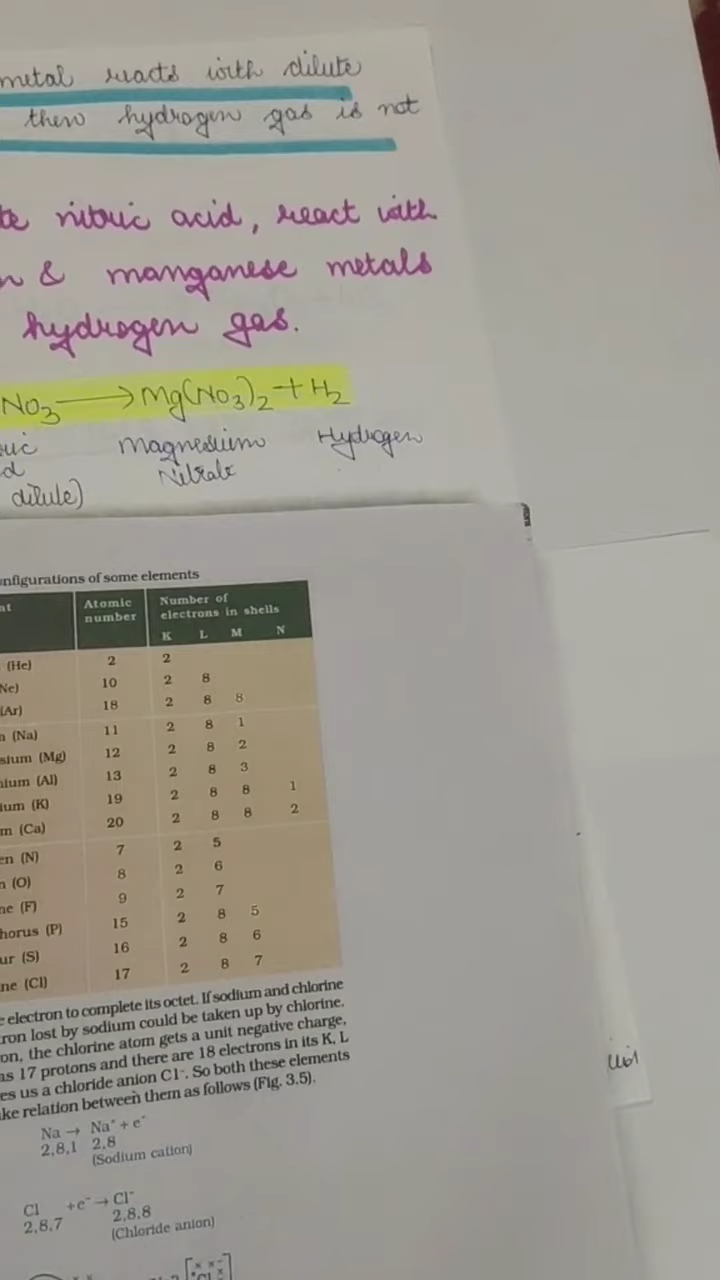 metal reacts with dilute
then hydrogen gas is not
nitric acid, react with
& manganese metals
hydrogen gas.
NO3 → Mg(NO3)2 + H2
Magnesium Hydrogen
Nitrate
dilute)
nfigurations of some elements
Atomic number Number of electrons in shells
K L M N
(He) 2 2
Ne) 10 2 8
(Ar) 18 2 8 8
(Na) 11 2 8 1
sium (Mg) 12 2 8 2
nium (Al) 13 2 8 3
ium (K) 19 2 8 8 1
m (Ca) 20 2 8 8 2
en (N) 7 2 5
n (O) 8 2 6
ne (F) 9 2 7
horus (P) 15 2 8 5
ur (S) 16 2 8 6
ne (Cl) 17 2 8 7
electron to complete its octet. If sodium and chlorine
ron lost by sodium could be taken up by chlorine.
on, the chlorine atom gets a unit negative charge,
as 17 protons and there are 18 electrons in its K, L
es us a chloride anion Cl⁻. So both these elements
ke relation between them as follows (Fig. 3.5).
Na → Na⁺ + e⁻
2,8,1 2,8
(Sodium cation)
Cl +e⁻ → Cl⁻
2,8,7 2,8,8
(Chloride anion)